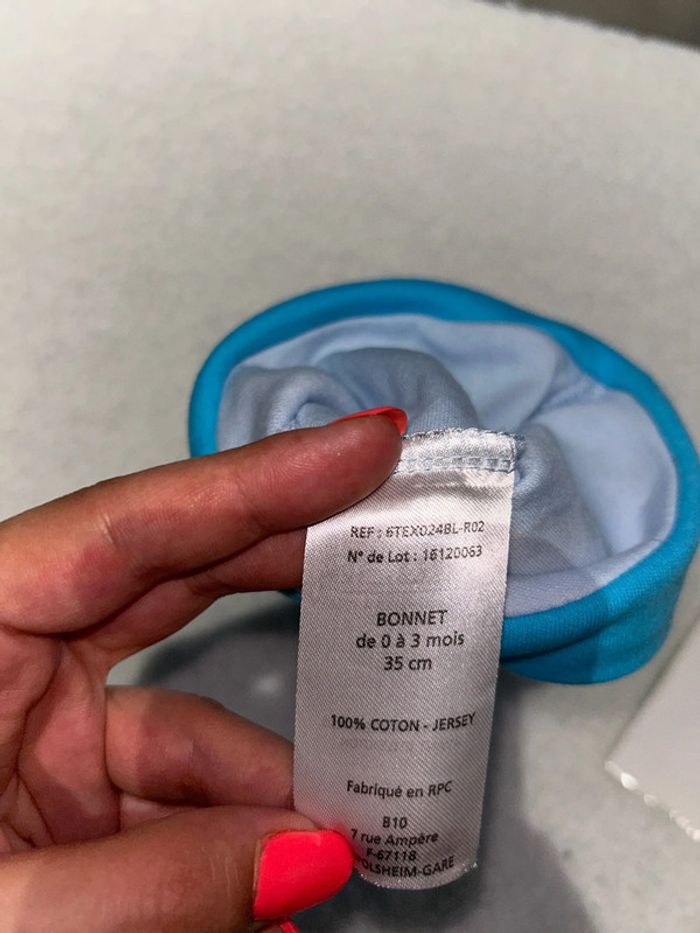 REF : 6TEX024BL-R02
N° de Lot : 16120063
BONNET
de 0 à 3 mois
35 cm
100% COTON - JERSEY
Fabriqué en RPC
B10
7 rue Ampère
F-67118